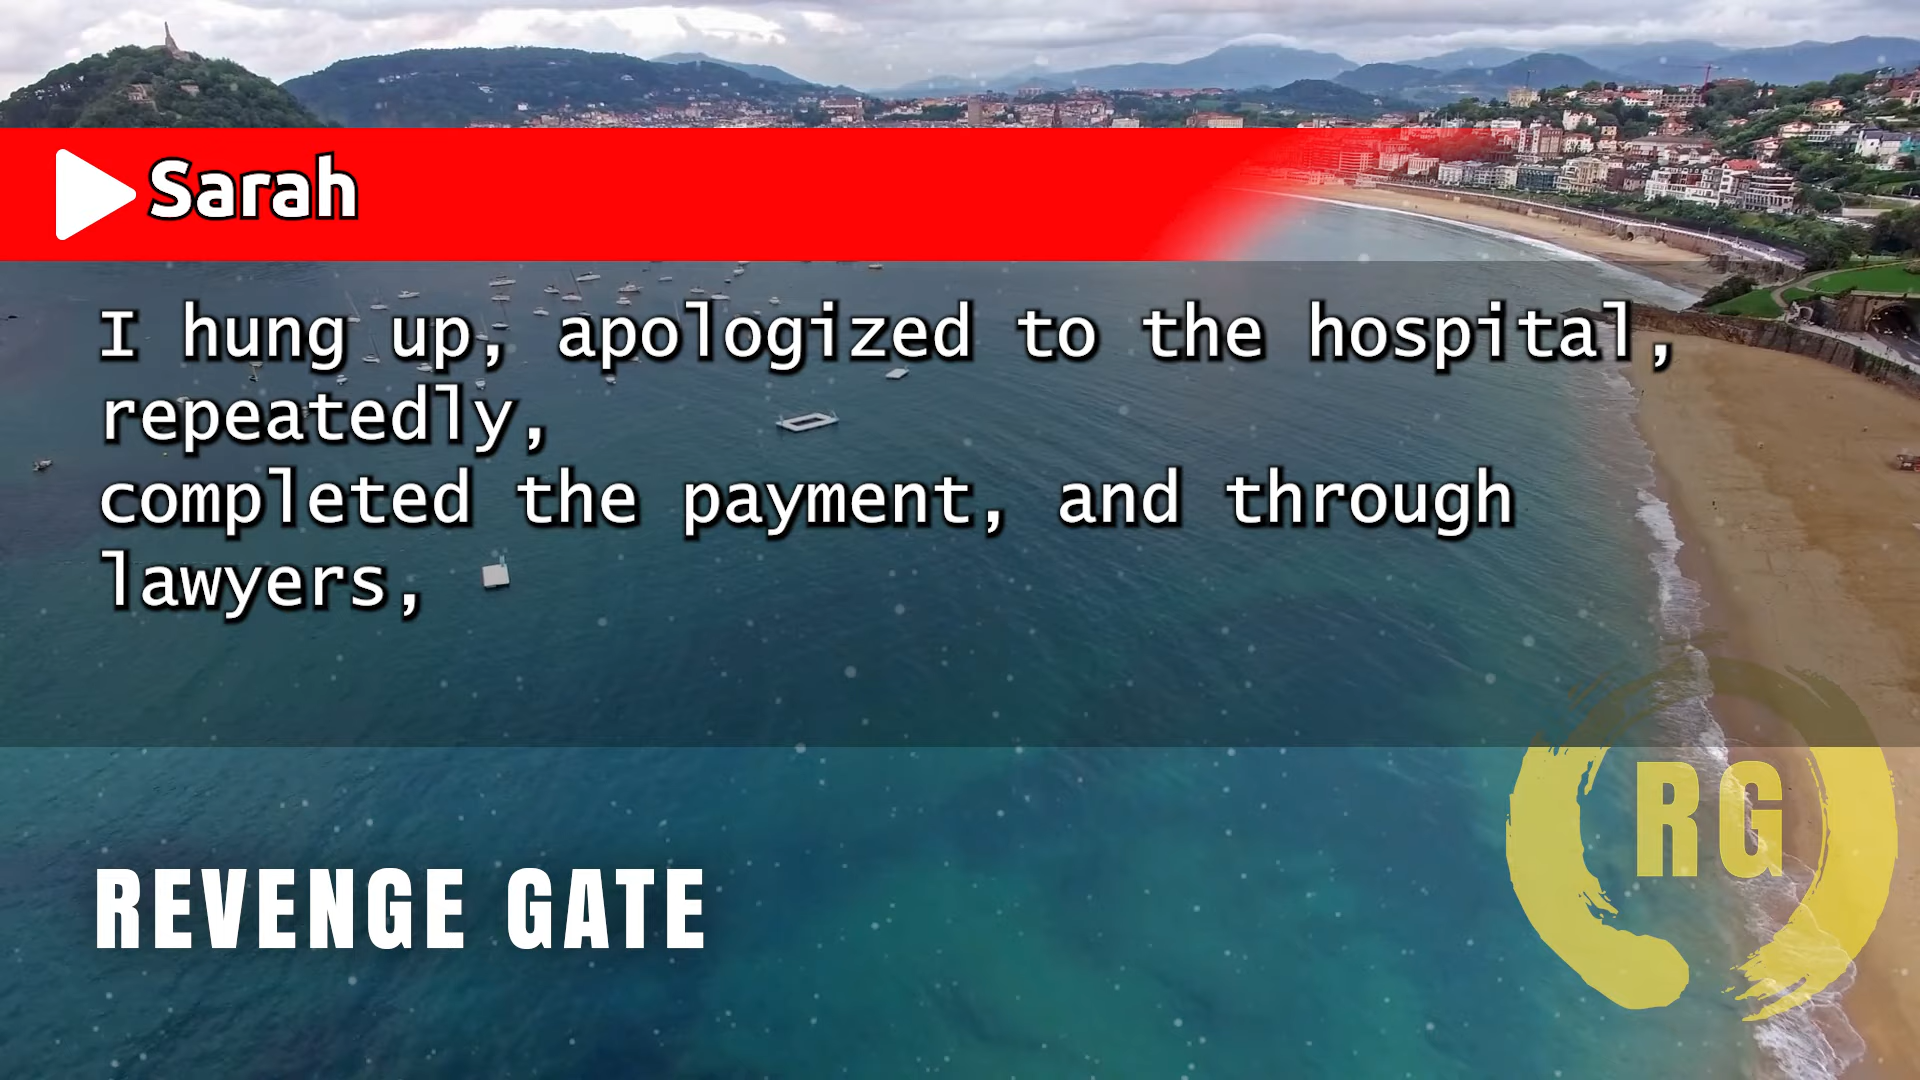 Sarah
I hung up, apologized to the hospital,
repeatedly,
completed the payment, and through
lawyers,
RG
REVENGE GATE